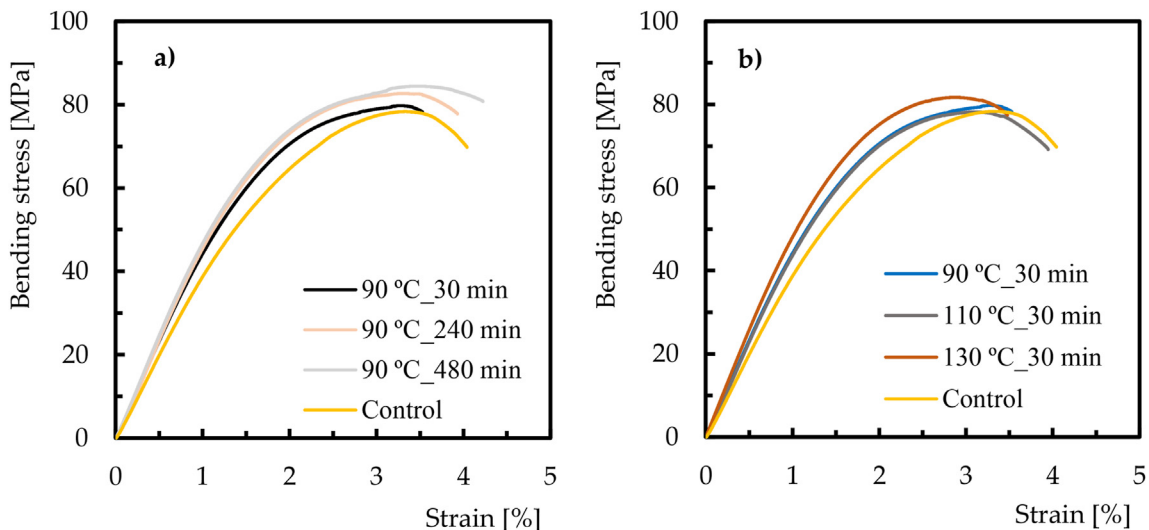 a)
Bending stress [MPa]
100
80
60
40
20
0
0 1 2 3 4 5
Strain [%]
90 ºC_30 min
90 ºC_240 min
90 ºC_480 min
Control
b)
Bending stress [MPa]
100
80
60
40
20
0
0 1 2 3 4 5
Strain [%]
90 ºC_30 min
110 ºC_30 min
130 ºC_30 min
Control